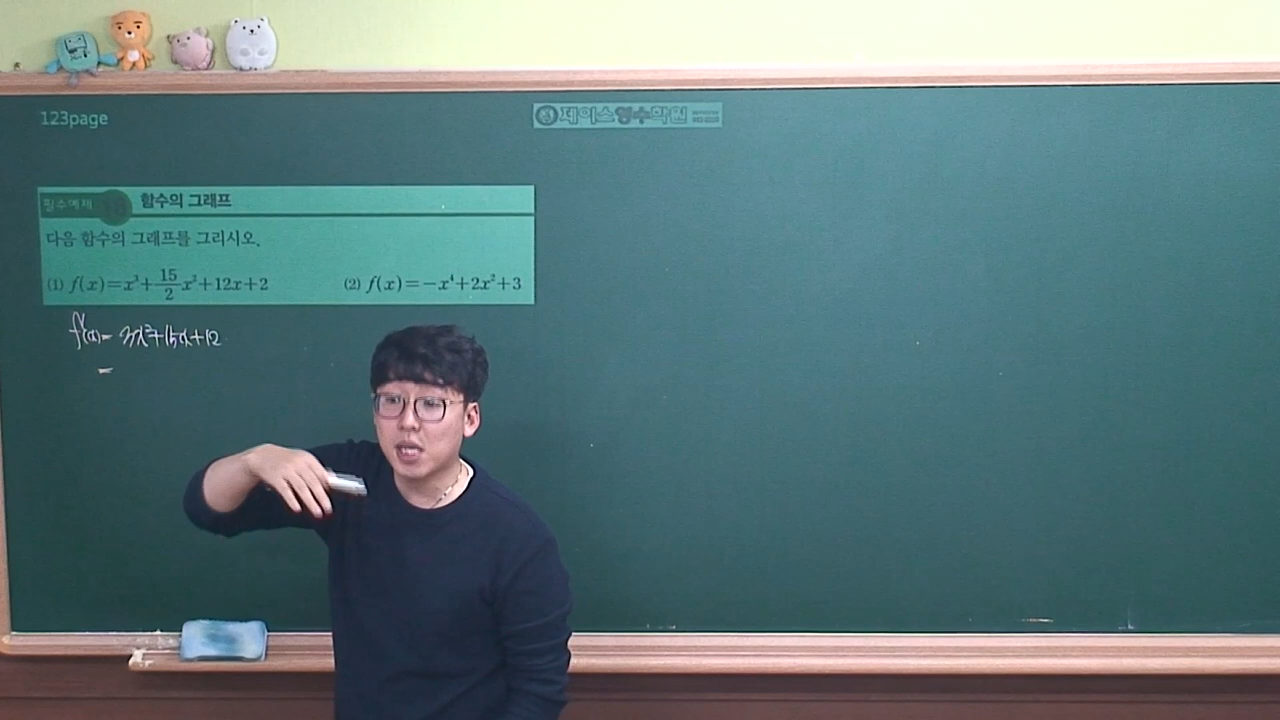 123page
제이스영수학원
필수예제 함수의 그래프
다음 함수의 그래프를 그리시오.
(1) f(x)=x³+15/2x²+12x+2 (2) f(x)=−x⁴+2x²+3
f'(x)= 3x²+15x+12
=